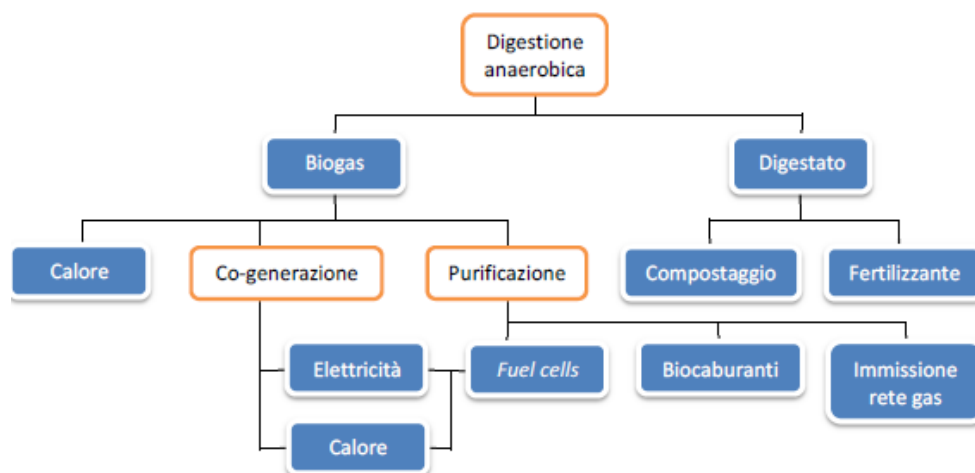 Digestione
anaerobica
Biogas
Digestato
Calore
Co-generazione
Purificazione
Compostaggio
Fertilizzante
Elettricità
Fuel cells
Biocaburanti
Immissione
rete gas
Calore